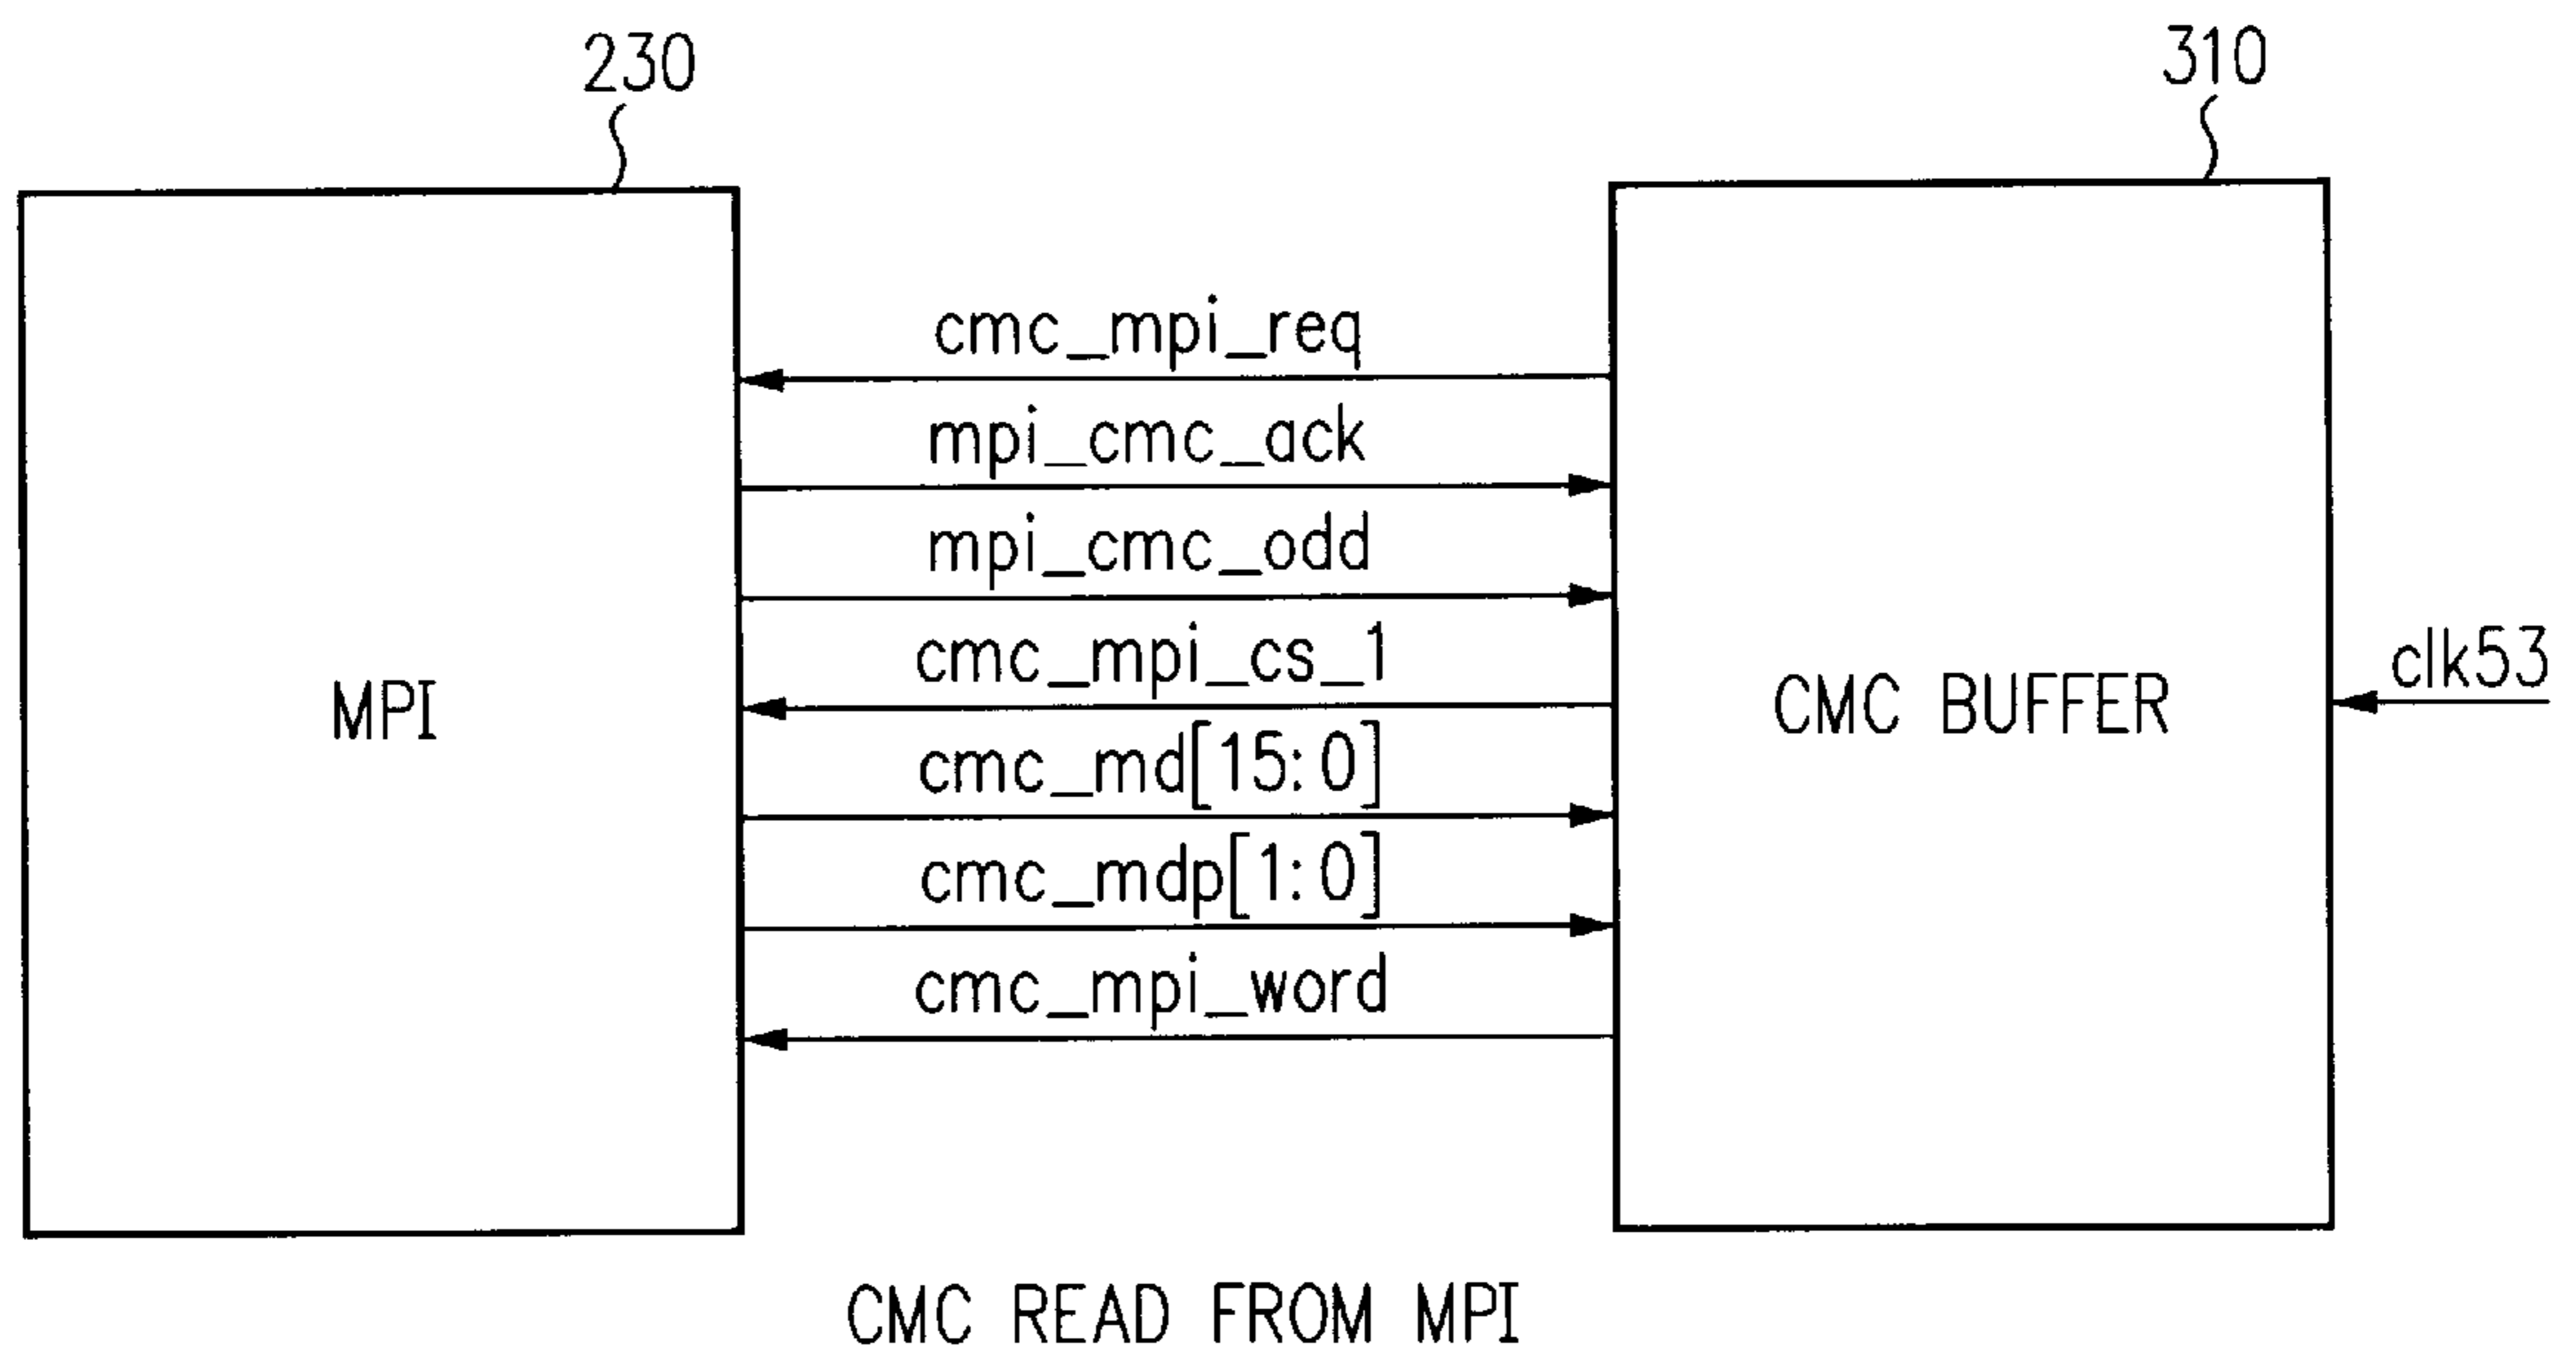 230
310
cmc_mpi_req
mpi_cmc_ack
mpi_cmc_odd
cmc_mpi_cs_1
cmc_md[15:0]
cmc_mdp[1:0]
cmc_mpi_word
MPI
CMC BUFFER
clk53
CMC READ FROM MPI